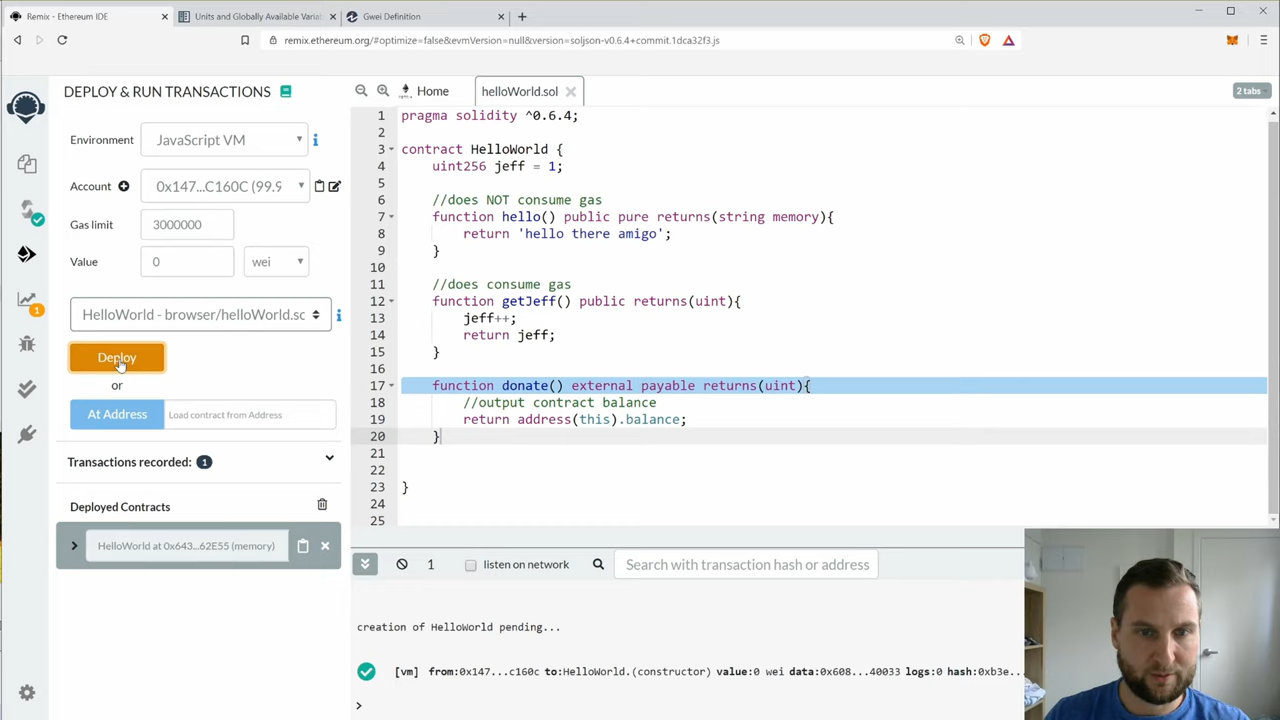 Remix - Ethereum IDE
Units and Globally Available Varia
Gwei Definition
remix.ethereum.org/#optimize=false&evmVersion=null&version=soljson-v0.6.4+commit.1dca32f3.js
DEPLOY & RUN TRANSACTIONS
Environment
JavaScript VM
Account
0x147...C160C (99.9
Gas limit
3000000
Value
0
wei
HelloWorld - browser/helloWorld.sc
Deploy
or
At Address
Load contract from Address
Transactions recorded: 1
Deployed Contracts
HelloWorld at 0x643...62E55 (memory)
1
Home
helloWorld.sol
2 tabs
1 pragma solidity ^0.6.4;
2
3 contract HelloWorld {
4 uint256 jeff = 1;
5
6 //does NOT consume gas
7 function hello() public pure returns(string memory){
8 return 'hello there amigo';
9 }
10
11 //does consume gas
12 function getJeff() public returns(uint){
13 jeff++;
14 return jeff;
15 }
16
17 function donate() external payable returns(uint){
18 //output contract balance
19 return address(this).balance;
20 }
21
22
23 }
24
25
1
listen on network
Search with transaction hash or address
creation of HelloWorld pending...
[vm] from:0x147...c160c to:HelloWorld.(constructor) value:0 wei data:0x608...40033 logs:0 hash:0xb3e...
>